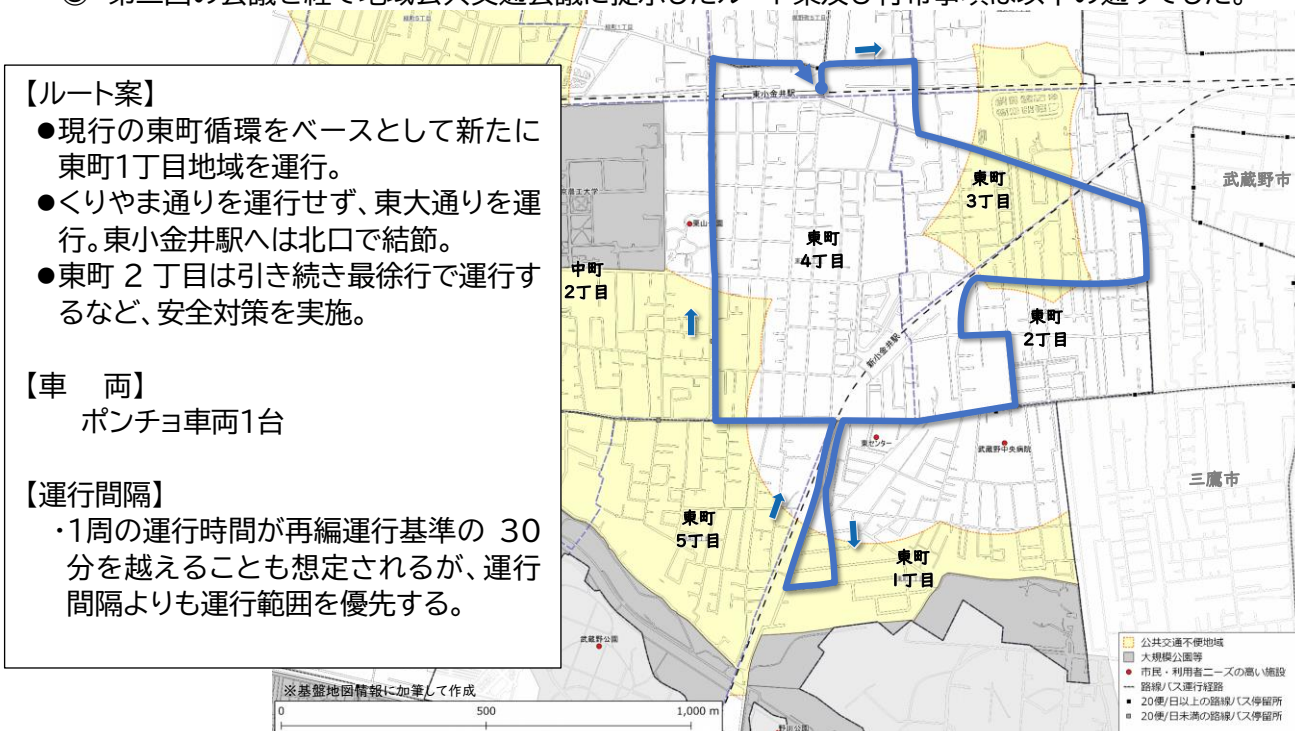 【ルート案】
●現行の東町循環をベースとして新たに
東町1丁目地域を運行。
●くりやま通りを運行せず、東大通りを運
行。東小金井駅へは北口で結節。
●東町 2 丁目は引き続き最徐行で運行す
るなど、安全対策を実施。
【車　両】
ポンチョ車両1台
【運行間隔】
・1周の運行時間が再編運行基準の 30
分を越えることも想定されるが、運行
間隔よりも運行範囲を優先する。
東小金井駅
武蔵野市
東町
3丁目
東町
4丁目
中町
2丁目
東町
2丁目
新小金井駅
東センター
武蔵野中央病院
三鷹市
東町
5丁目
東町
1丁目
武蔵野公園
野川公園
※基盤地図情報に加筆して作成
0 500 1,000 m
公共交通不便地域
大規模公園等
市民・利用者ニーズの高い施設
路線バス運行経路
20便/日以上の路線バス停留所
20便/日未満の路線バス停留所